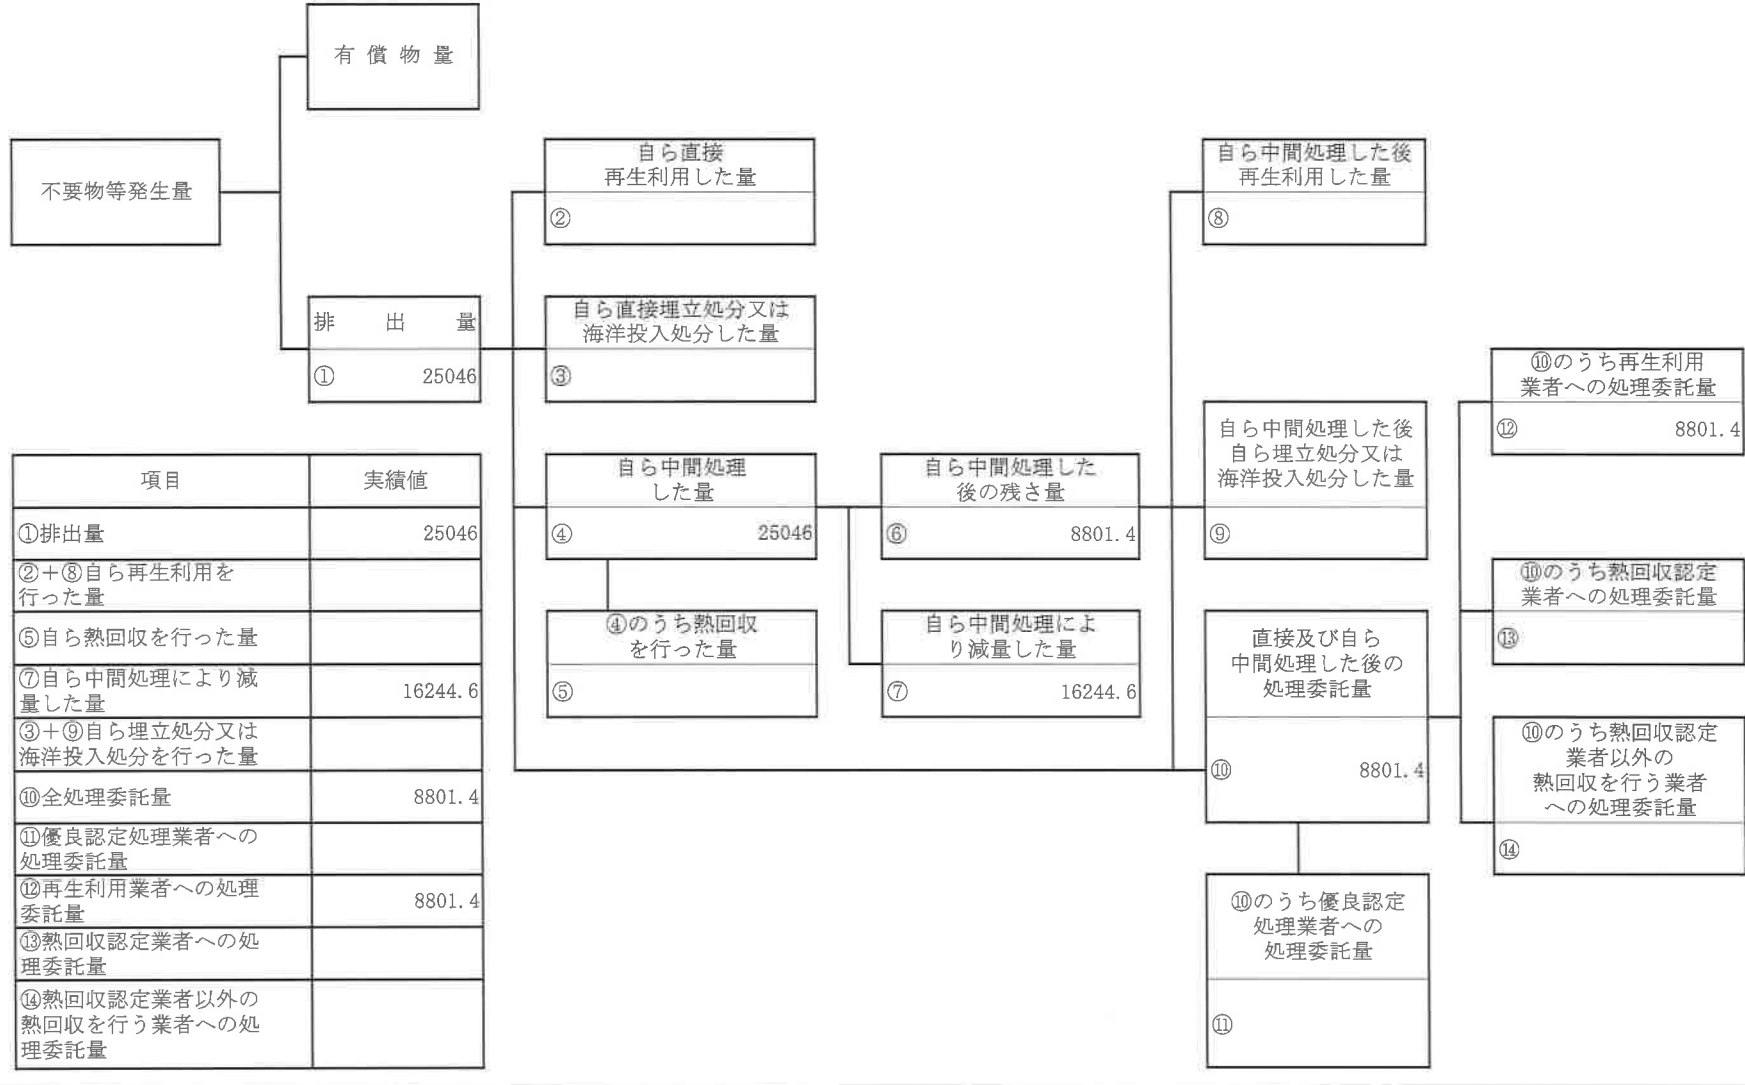 有償物量
不要物等発生量
排出量
① 25046
自ら直接
再生利用した量
②
自ら直接埋立処分又は
海洋投入処分した量
③
自ら中間処理
した量
④ 25046
④のうち熱回収
を行った量
⑤
自ら中間処理した
後の残さ量
⑥ 8801.4
自ら中間処理によ
り減量した量
⑦ 16244.6
自ら中間処理した後
再生利用した量
⑧
自ら中間処理した後
自ら埋立処分又は
海洋投入処分した量
⑨
直接及び自ら
中間処理した後の
処理委託量
⑩ 8801.4
⑩のうち優良認定
処理業者への
処理委託量
⑪
⑩のうち再生利用
業者への処理委託量
⑫ 8801.4
⑩のうち熱回収認定
業者への処理委託量
⑬
⑩のうち熱回収認定
業者以外の
熱回収を行う業者
への処理委託量
⑭
項目 実績値
①排出量 25046
②＋⑧自ら再生利用を
行った量
⑤自ら熱回収を行った量
⑦自ら中間処理により減
量した量 16244.6
③＋⑨自ら埋立処分又は
海洋投入処分を行った量
⑩全処理委託量 8801.4
⑪優良認定処理業者への
処理委託量
⑫再生利用業者への処理
委託量 8801.4
⑬熱回収認定業者への処
理委託量
⑭熱回収認定業者以外の
熱回収を行う業者への処
理委託量